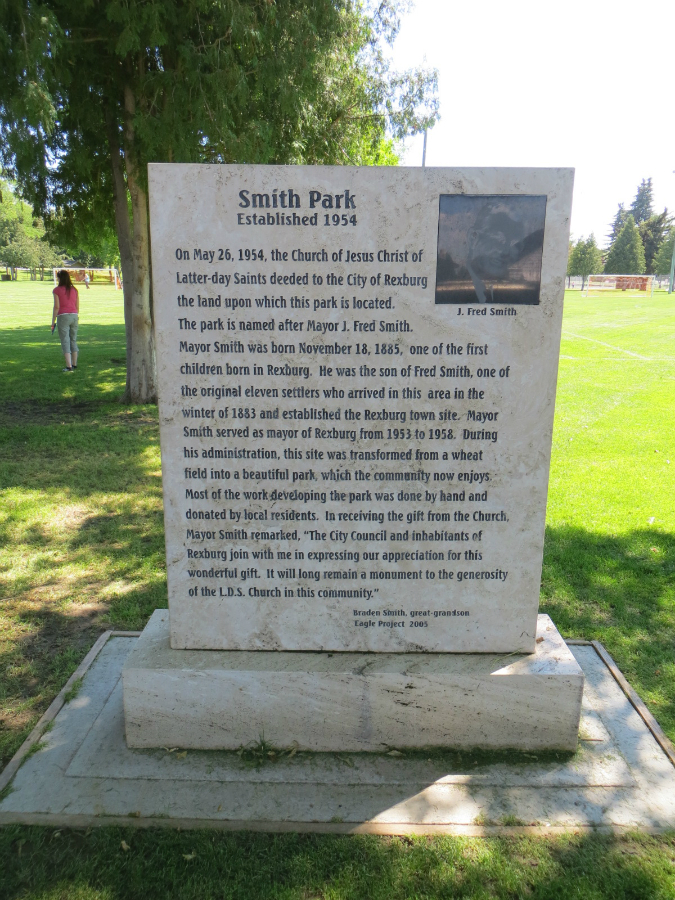 Smith Park
Established 1954
On May 26, 1954, the Church of Jesus Christ of
Latter-day Saints deeded to the City of Rexburg
the land upon which this park is located.
J. Fred Smith
The park is named after Mayor J. Fred Smith.
Mayor Smith was born November 18, 1885, one of the first
children born in Rexburg. He was the son of Fred Smith, one of
the original eleven settlers who arrived in this area in the
winter of 1883 and established the Rexburg town site. Mayor
Smith served as mayor of Rexburg from 1953 to 1958. During
his administration, this site was transformed from a wheat
field into a beautiful park, which the community now enjoys.
Most of the work developing the park was done by hand and
donated by local residents. In receiving the gift from the Church,
Mayor Smith remarked, "The City Council and inhabitants of
Rexburg join with me in expressing our appreciation for this
wonderful gift. It will long remain a monument to the generosity
of the L.D.S. Church in this community."
Braden Smith, great-grandson
Eagle Project 2005